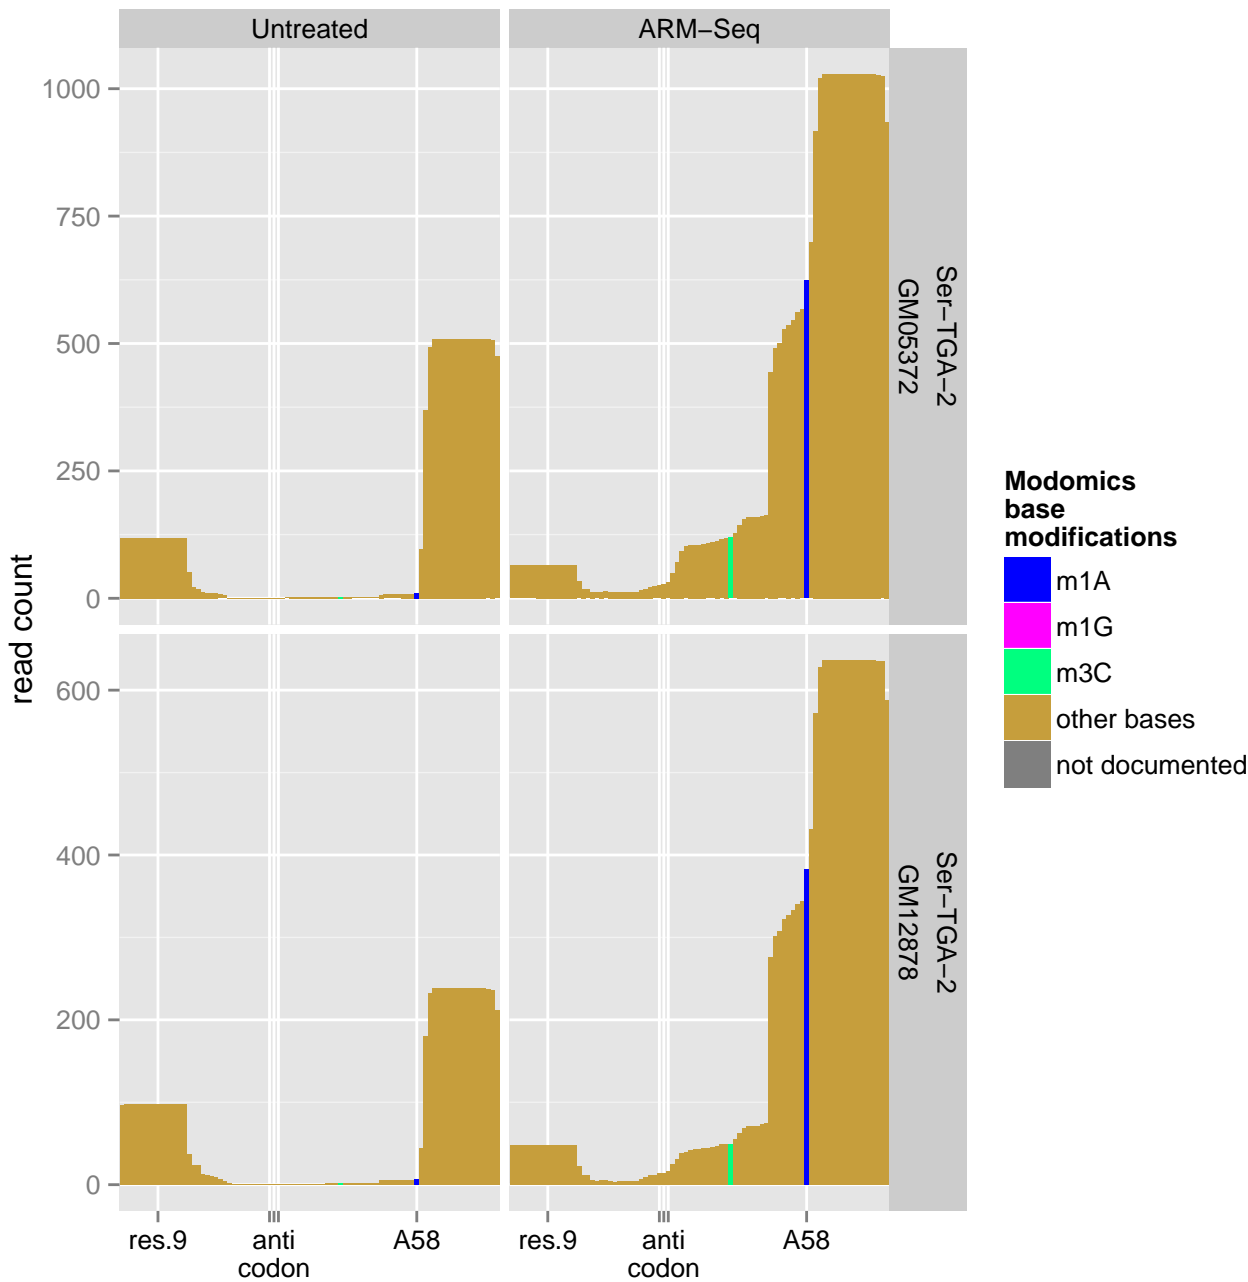 Untreated
ARM−Seq
1000
750
500
250
0
Ser−TGA−2
GM05372
read count
600
400
200
0
Ser−TGA−2
GM12878
res.9
anti
codon
A58
res.9
anti
codon
A58
Modomics
base
modifications
m1A
m1G
m3C
other bases
not documented